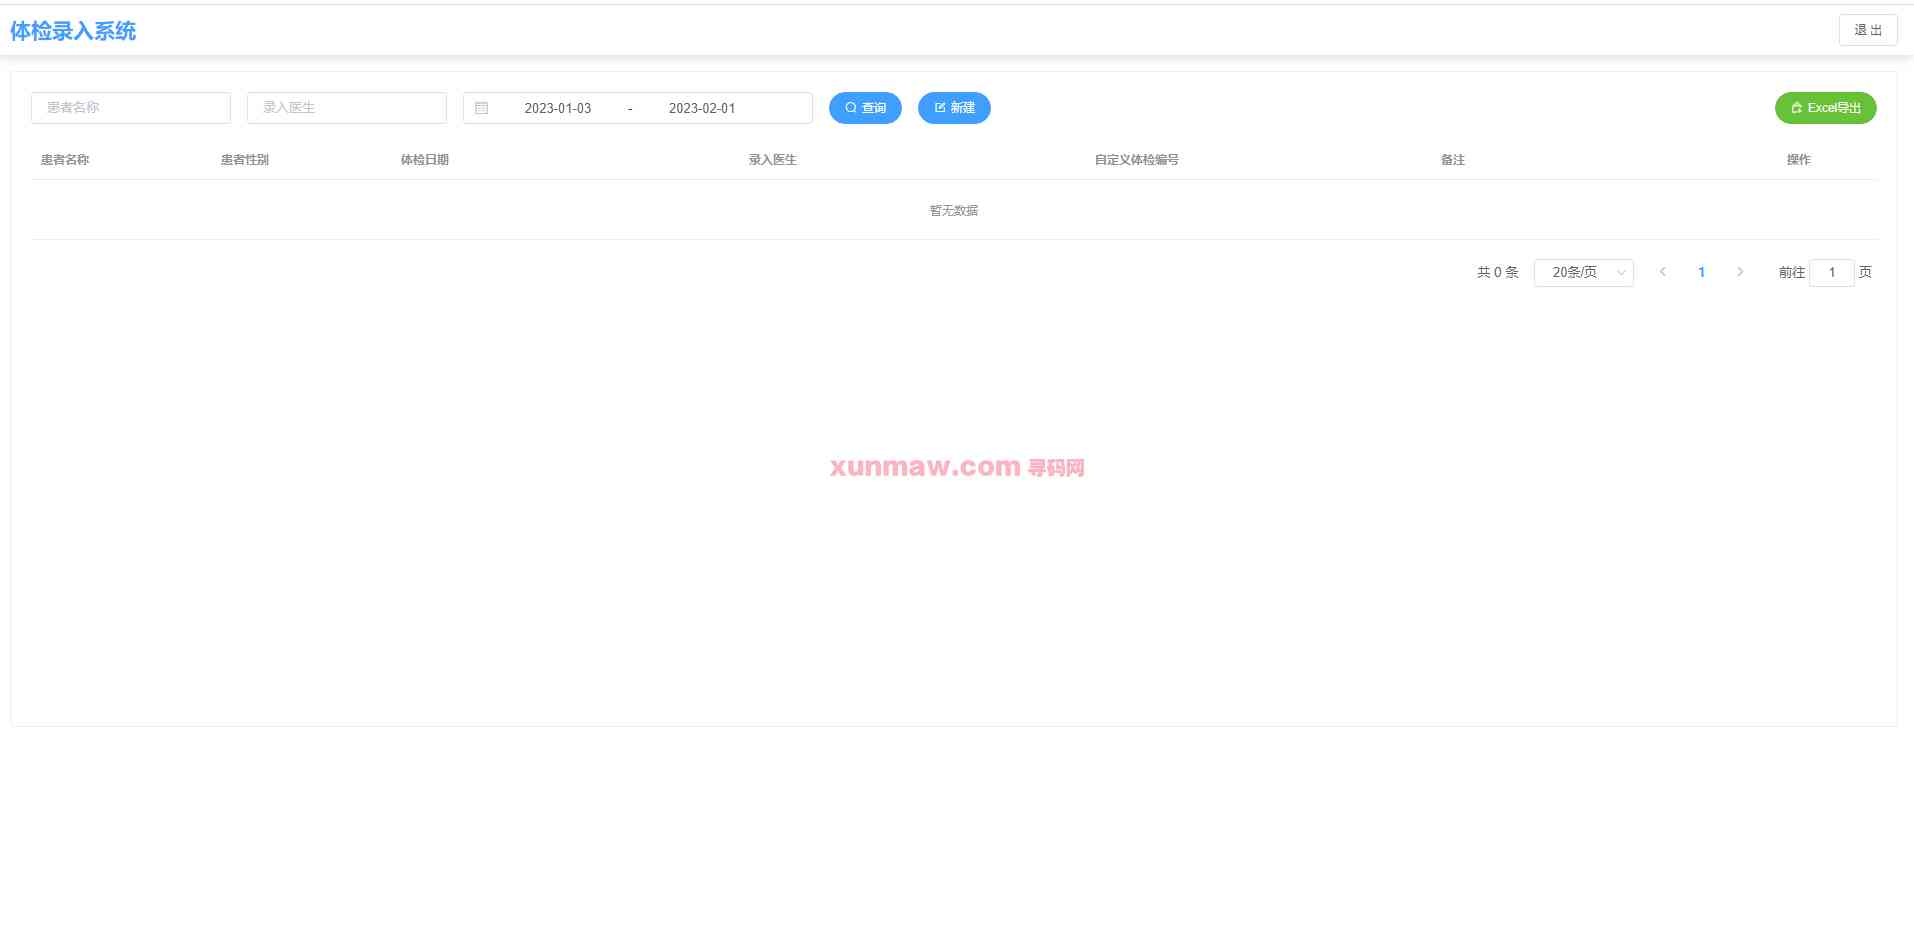 体检录入系统
退 出
患者名称
录入医生
2023-01-03 - 2023-02-01
查询
新建
Excel导出
患者名称 患者性别 体检日期 录入医生 自定义体检编号 备注 操作
暂无数据
共 0 条 20条/页 1 前往 1 页
xunmaw.com 寻码网